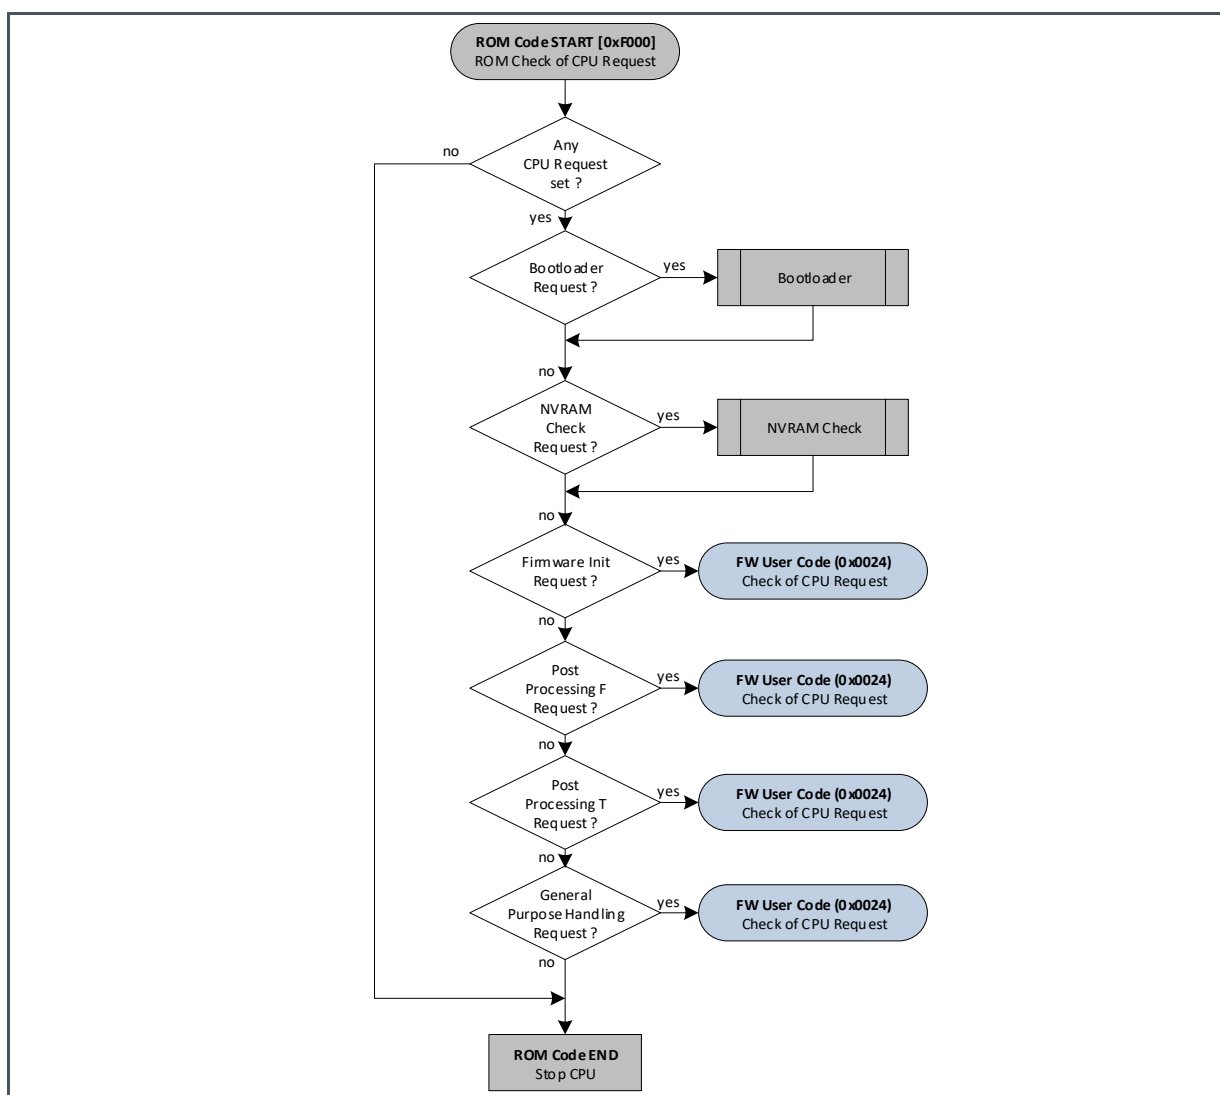 ROM Code START [0xF000]
ROM Check of CPU Request
Any
CPU Request
set ?
no
yes
Bootloader
Request ?
yes
Bootloader
no
NVRAM
Check
Request ?
yes
NVRAM Check
no
Firmware Init
Request ?
yes
FW User Code (0x0024)
Check of CPU Request
no
Post
Processing F
Request ?
yes
FW User Code (0x0024)
Check of CPU Request
no
Post
Processing T
Request ?
yes
FW User Code (0x0024)
Check of CPU Request
no
General
Purpose Handling
Request ?
yes
FW User Code (0x0024)
Check of CPU Request
no
ROM Code END
Stop CPU